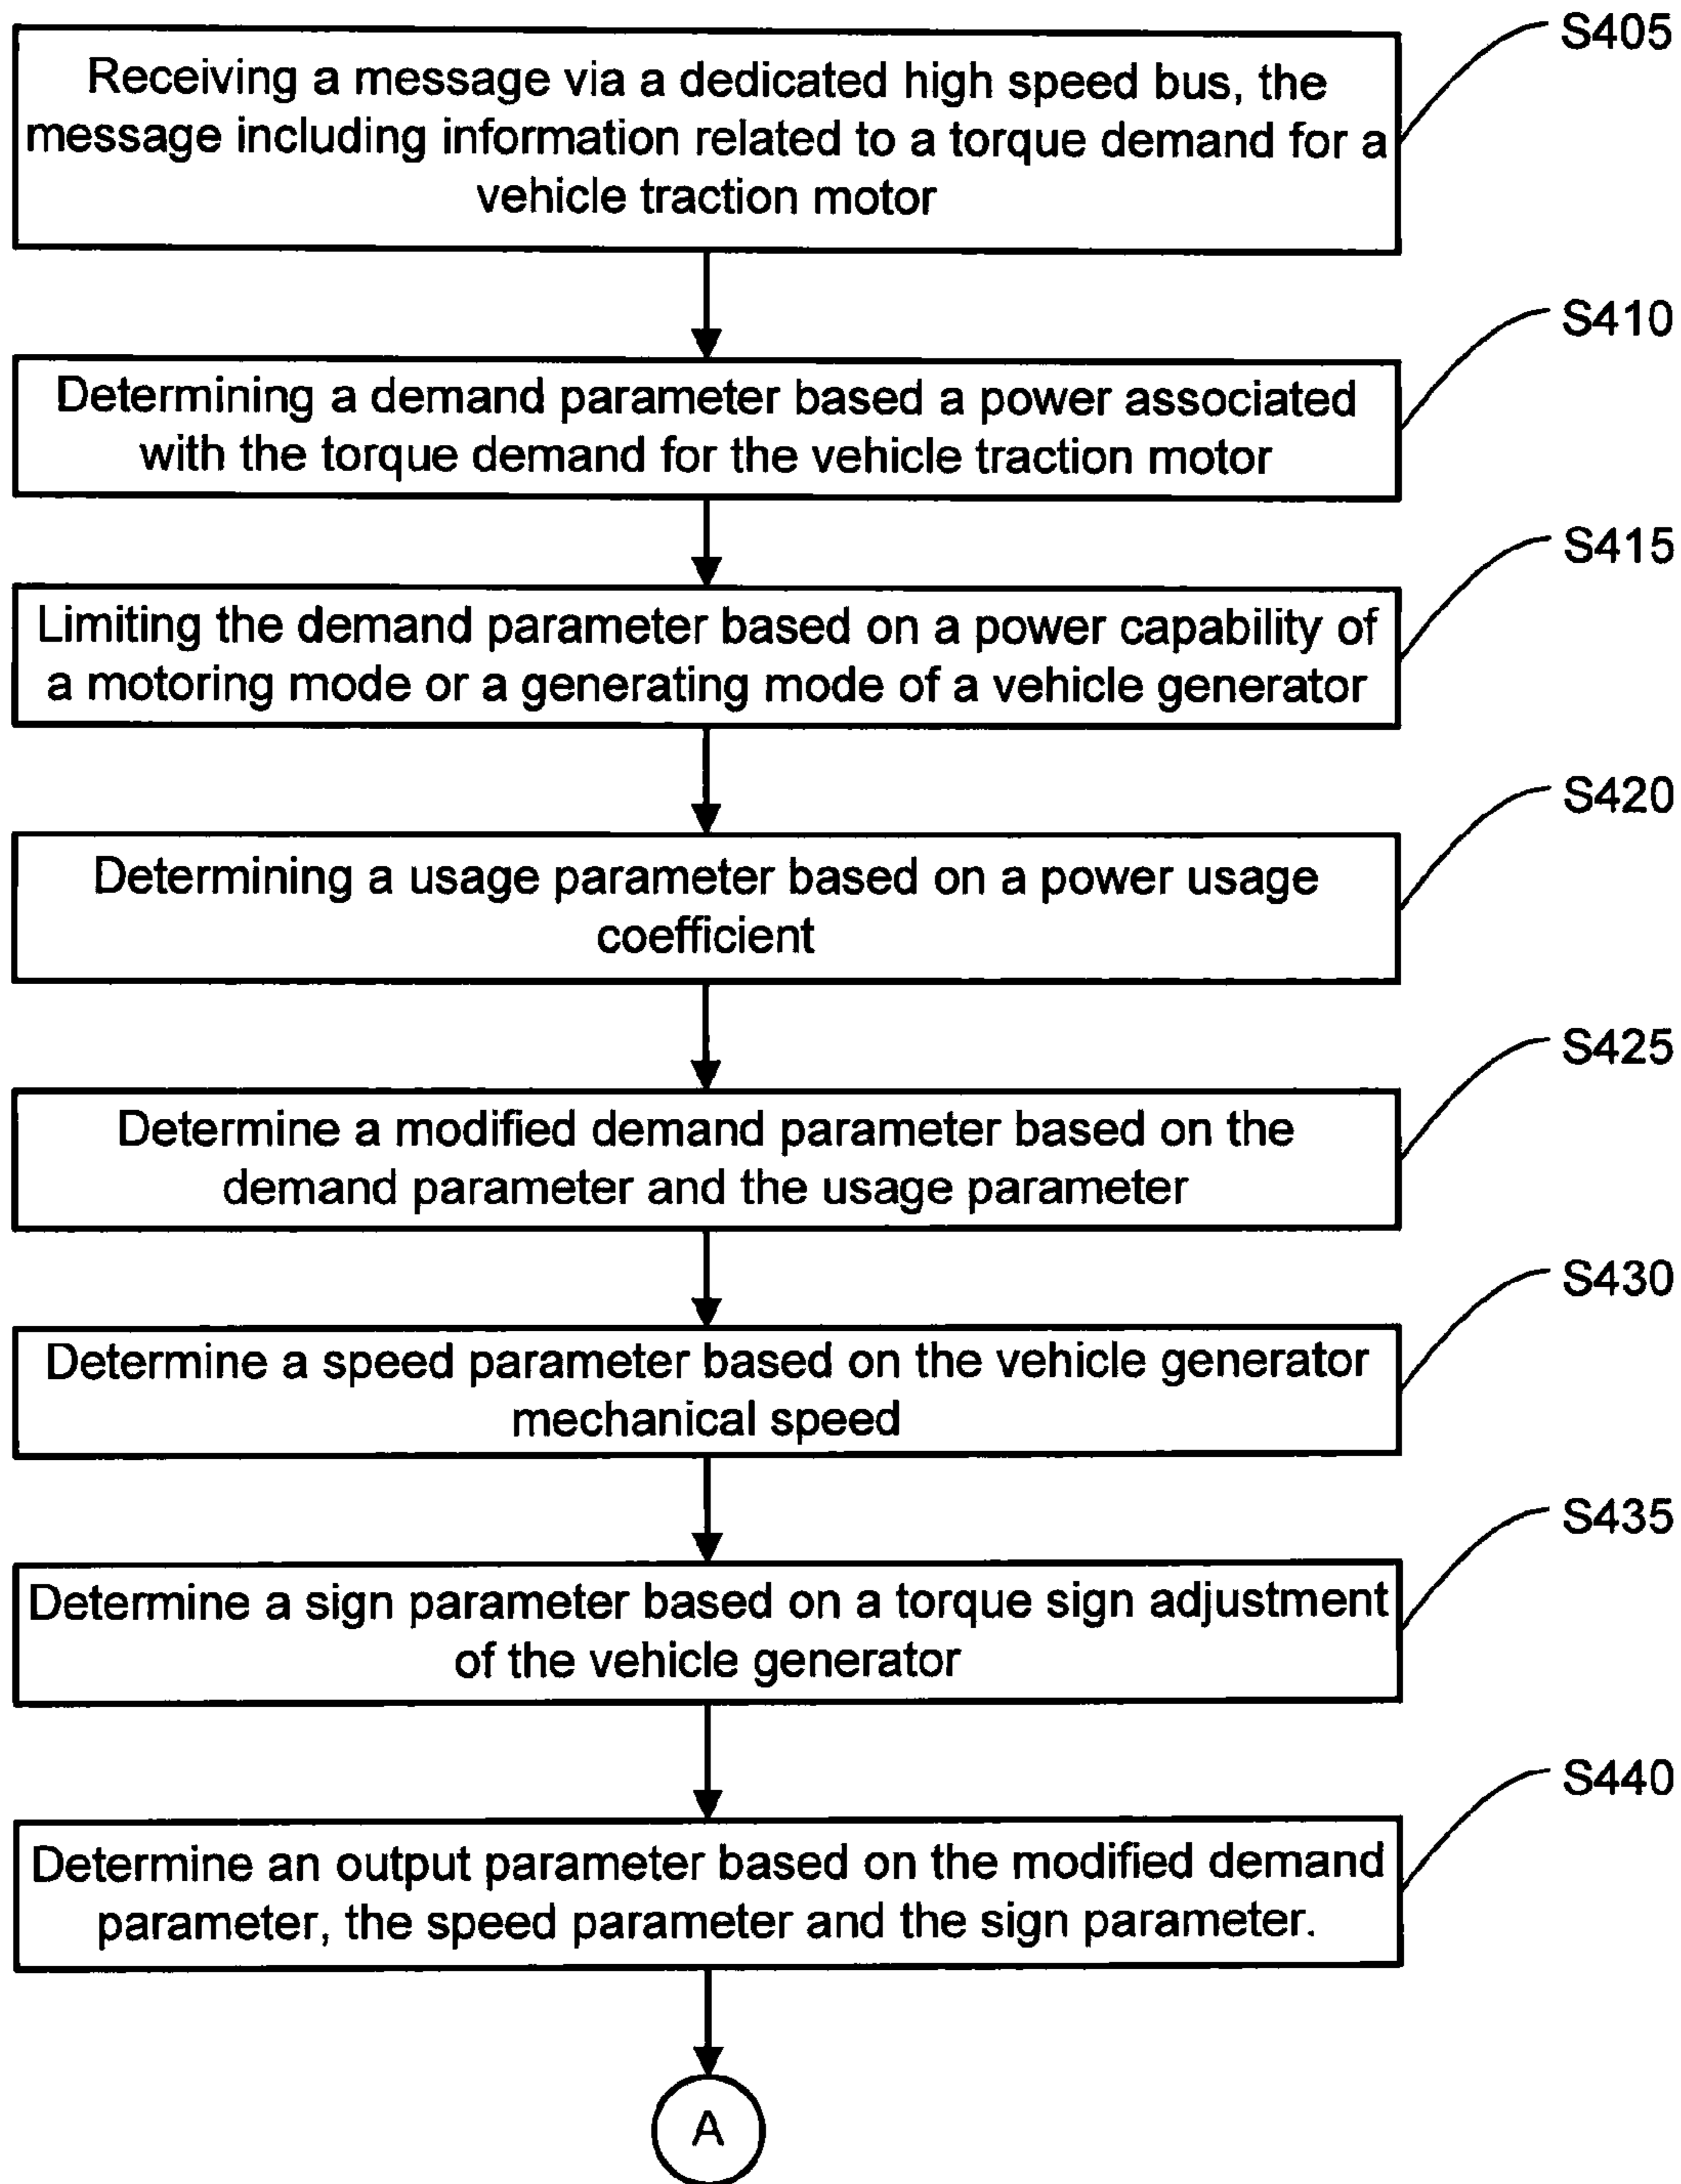 S405
Receiving a message via a dedicated high speed bus, the
message including information related to a torque demand for a
vehicle traction motor
S410
Determining a demand parameter based a power associated
with the torque demand for the vehicle traction motor
S415
Limiting the demand parameter based on a power capability of
a motoring mode or a generating mode of a vehicle generator
S420
Determining a usage parameter based on a power usage
coefficient
S425
Determine a modified demand parameter based on the
demand parameter and the usage parameter
S430
Determine a speed parameter based on the vehicle generator
mechanical speed
S435
Determine a sign parameter based on a torque sign adjustment
of the vehicle generator
S440
Determine an output parameter based on the modified demand
parameter, the speed parameter and the sign parameter.
A